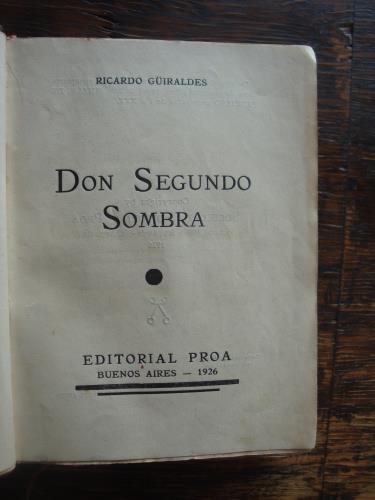 RICARDO GÜIRALDES
DON SEGUNDO
SOMBRA
EDITORIAL PROA
BUENOS AIRES — 1926